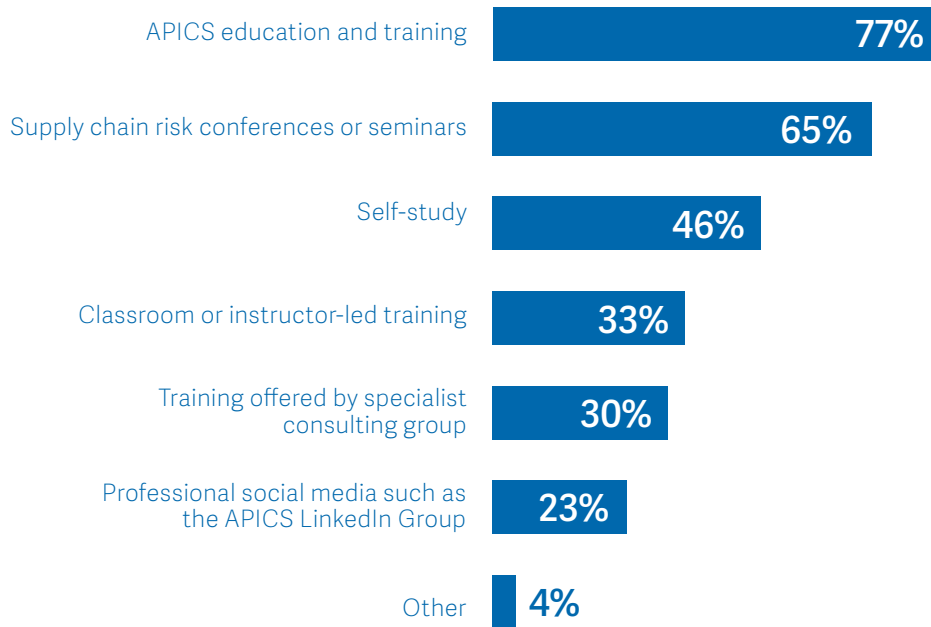 APICS education and training
77%
Supply chain risk conferences or seminars
65%
Self-study
46%
Classroom or instructor-led training
33%
Training offered by specialist
consulting group
30%
Professional social media such as
the APICS LinkedIn Group
23%
Other
4%